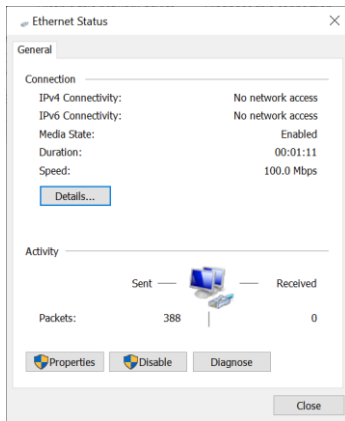 Ethernet Status
General
Connection
IPv4 Connectivity: No network access
IPv6 Connectivity: No network access
Media State: Enabled
Duration: 00:01:11
Speed: 100.0 Mbps
Details...
Activity
Sent Received
Packets: 388 0
Properties Disable Diagnose
Close